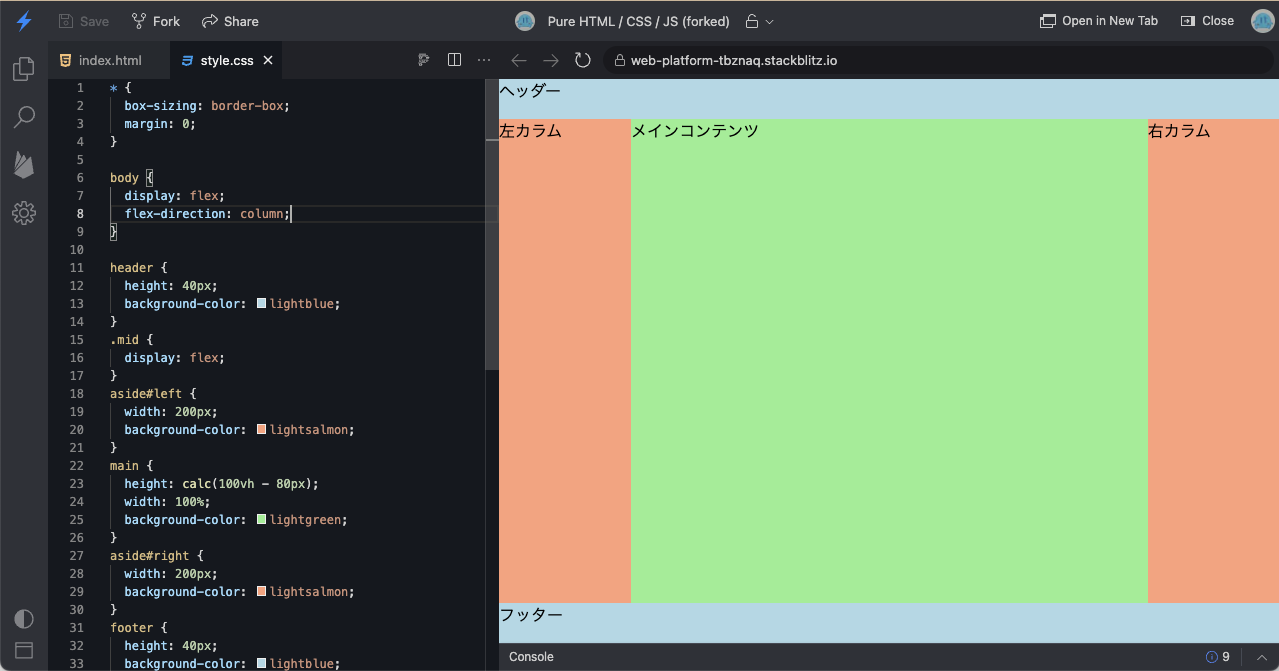 Save Fork Share Pure HTML / CSS / JS (forked) Open in New Tab Close
index.html style.css web-platform-tbznaq.stackblitz.io
1 * {
2 box-sizing: border-box;
3 margin: 0;
4 }
5
6 body {
7 display: flex;
8 flex-direction: column;
9 }
10
11 header {
12 height: 40px;
13 background-color: lightblue;
14 }
15 .mid {
16 display: flex;
17 }
18 aside#left {
19 width: 200px;
20 background-color: lightsalmon;
21 }
22 main {
23 height: calc(100vh - 80px);
24 width: 100%;
25 background-color: lightgreen;
26 }
27 aside#right {
28 width: 200px;
29 background-color: lightsalmon;
30 }
31 footer {
32 height: 40px;
33 background-color: lightblue;
ヘッダー
左カラム メインコンテンツ 右カラム
フッター
Console 9